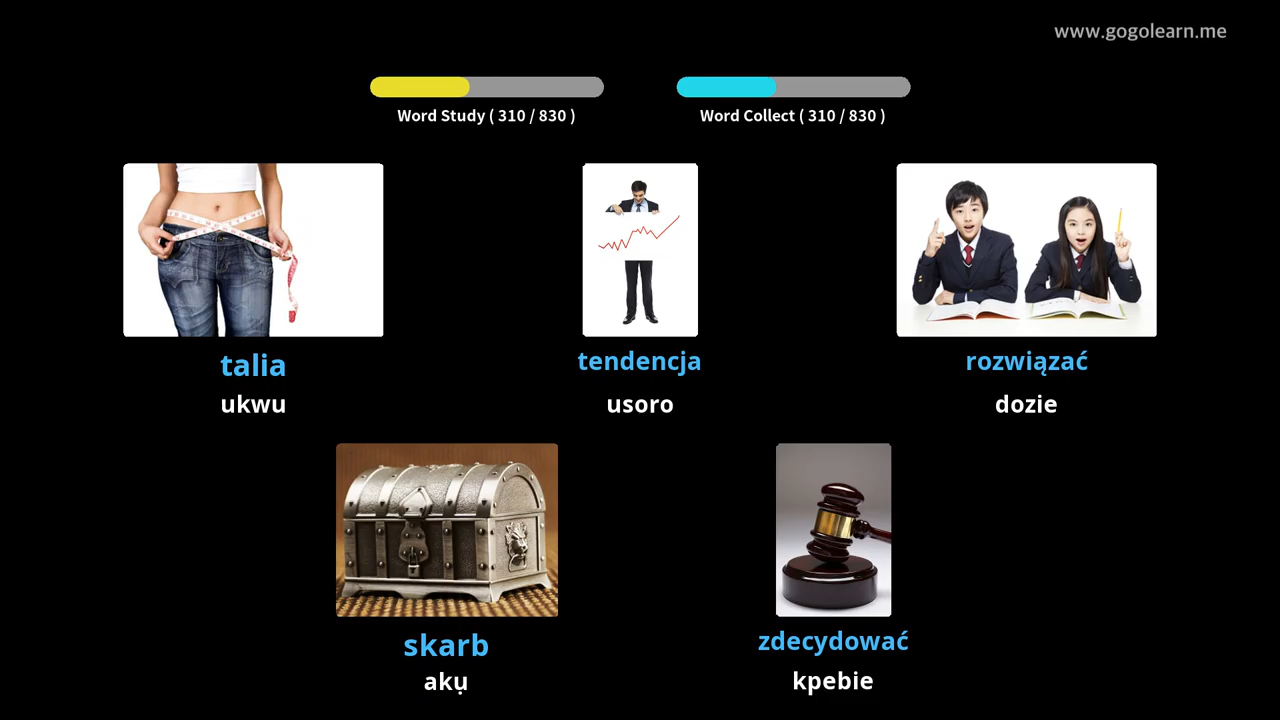 www.gogolearn.me
Word Study ( 310 / 830 )
Word Collect ( 310 / 830 )
talia
ukwu
tendencja
usoro
rozwiązać
dozie
skarb
akụ
zdecydować
kpebie